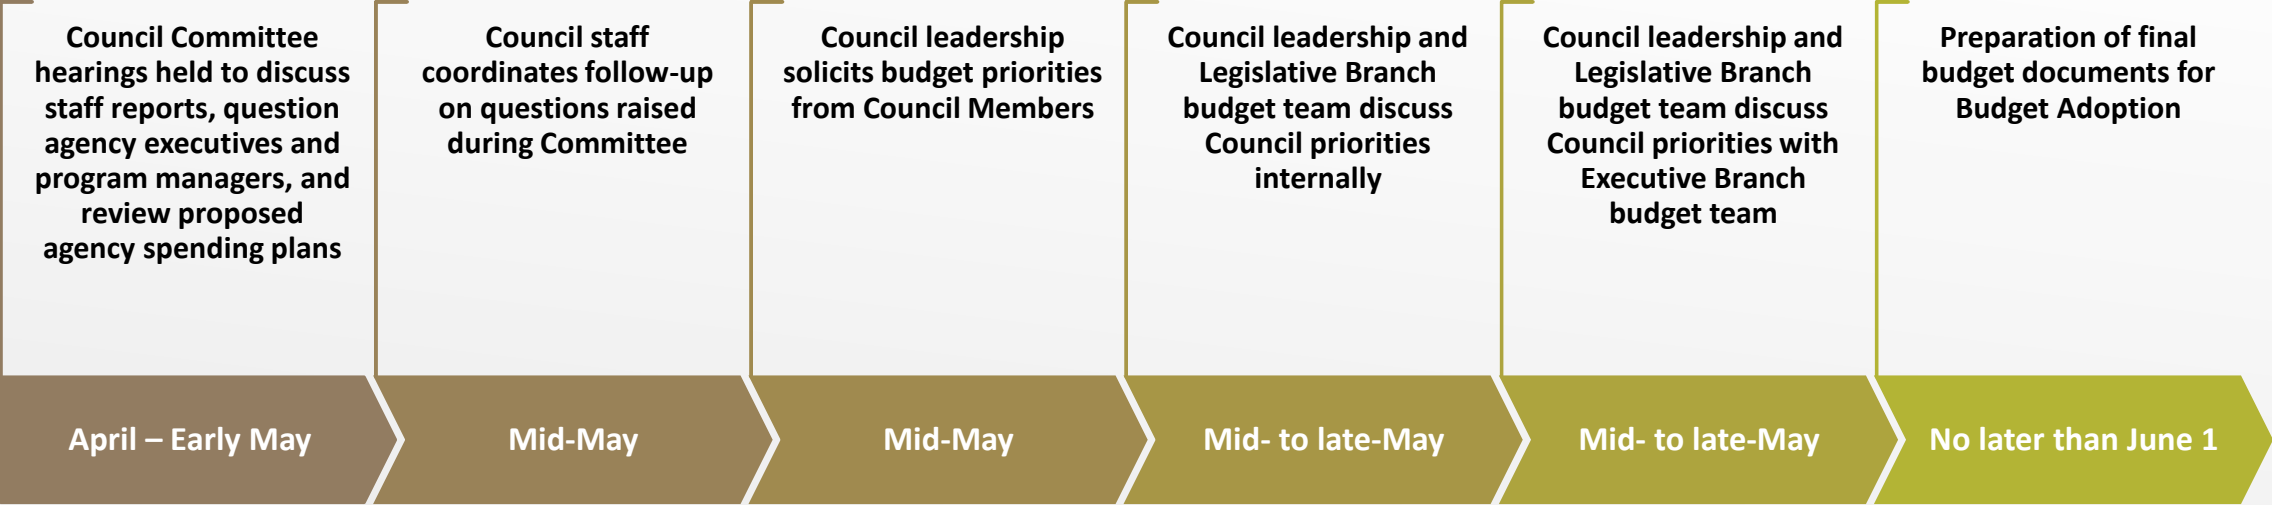 Council Committee
hearings held to discuss
staff reports, question
agency executives and
program managers, and
review proposed
agency spending plans
April – Early May
Council staff
coordinates follow-up
on questions raised
during Committee
Mid-May
Council leadership
solicits budget priorities
from Council Members
Mid-May
Council leadership and
Legislative Branch
budget team discuss
Council priorities
internally
Mid- to late-May
Council leadership and
Legislative Branch
budget team discuss
Council priorities with
Executive Branch
budget team
Mid- to late-May
Preparation of final
budget documents for
Budget Adoption
No later than June 1